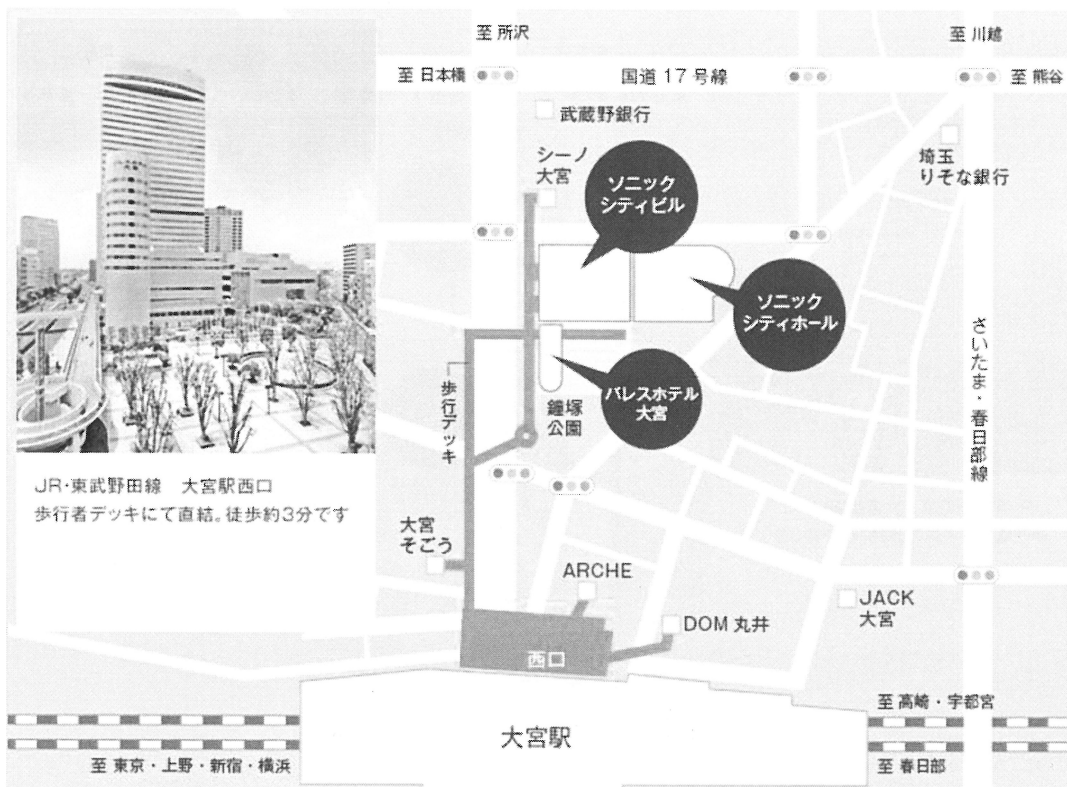 至 所沢
至 川越
至 日本橋
国道 17 号線
至 熊谷
武蔵野銀行
シーノ
大宮
埼玉
りそな銀行
ソニック
シティビル
ソニック
シティホール
パレスホテル
大宮
鐘塚
公園
歩行デッキ
さいたま・春日部線
JR・東武野田線　大宮駅西口
歩行者デッキにて直結。徒歩約3分です
大宮
そごう
ARCHE
DOM 丸井
JACK
大宮
西口
大宮駅
至 高崎・宇都宮
至 東京・上野・新宿・横浜
至 春日部